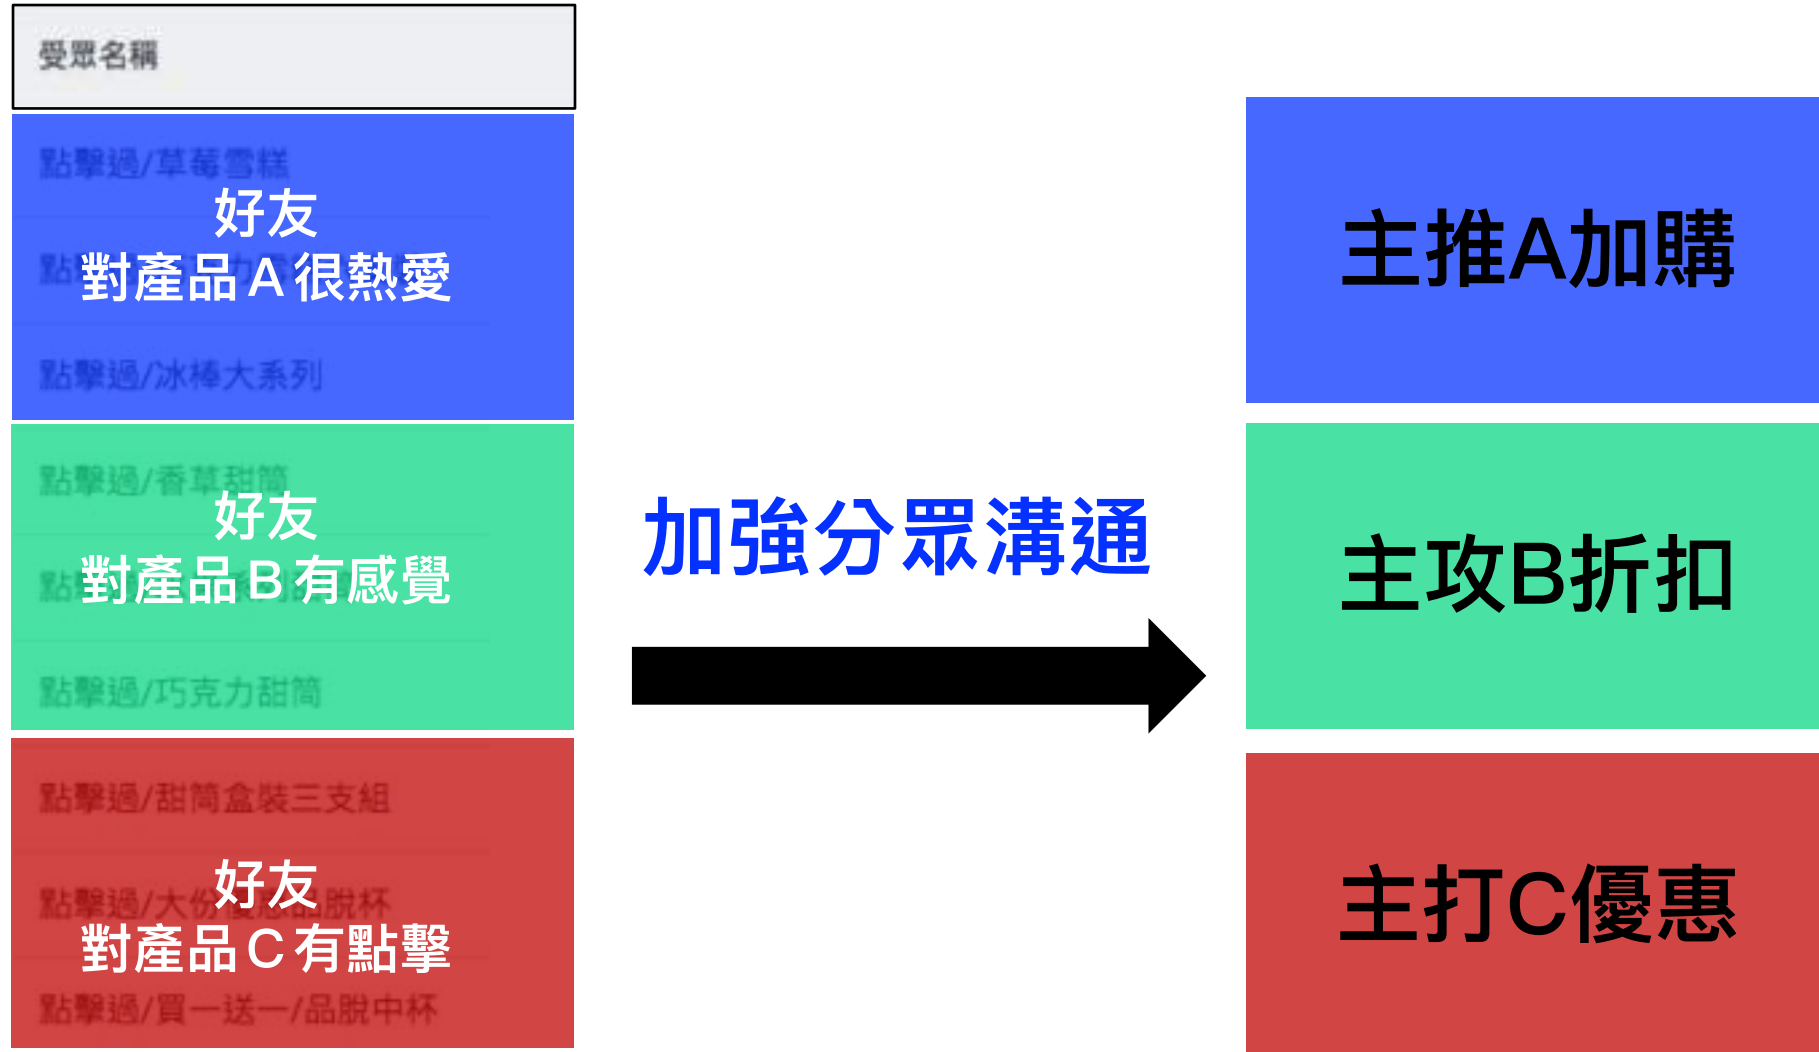 受眾名稱
點擊過/草莓雪糕
好友
對產品A很熱愛
點擊過/冰棒大系列
點擊過/香草甜筒
好友
對產品B有感覺
點擊過/巧克力甜筒
點擊過/甜筒盒裝三支組
好友
對產品C有點擊
點擊過/買一送一/品脫中杯
加強分眾溝通
主推A加購
主攻B折扣
主打C優惠